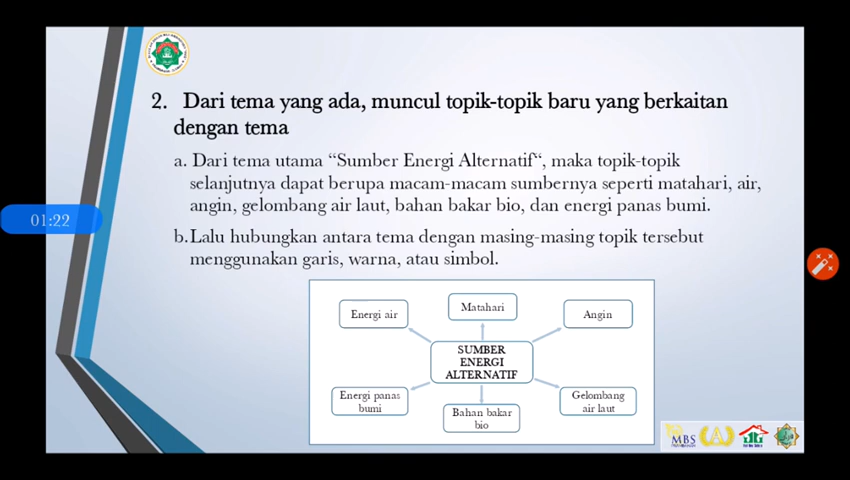 2. Dari tema yang ada, muncul topik-topik baru yang berkaitan
dengan tema
a. Dari tema utama “Sumber Energi Alternatif“, maka topik-topik
selanjutnya dapat berupa macam-macam sumbernya seperti matahari, air,
angin, gelombang air laut, bahan bakar bio, dan energi panas bumi.
01:22
b.Lalu hubungkan antara tema dengan masing-masing topik tersebut
menggunakan garis, warna, atau simbol.
Energi air
Matahari
Angin
SUMBER
ENERGI
ALTERNATIF
Energi panas
bumi
Bahan bakar
bio
Gelombang
air laut
MBS